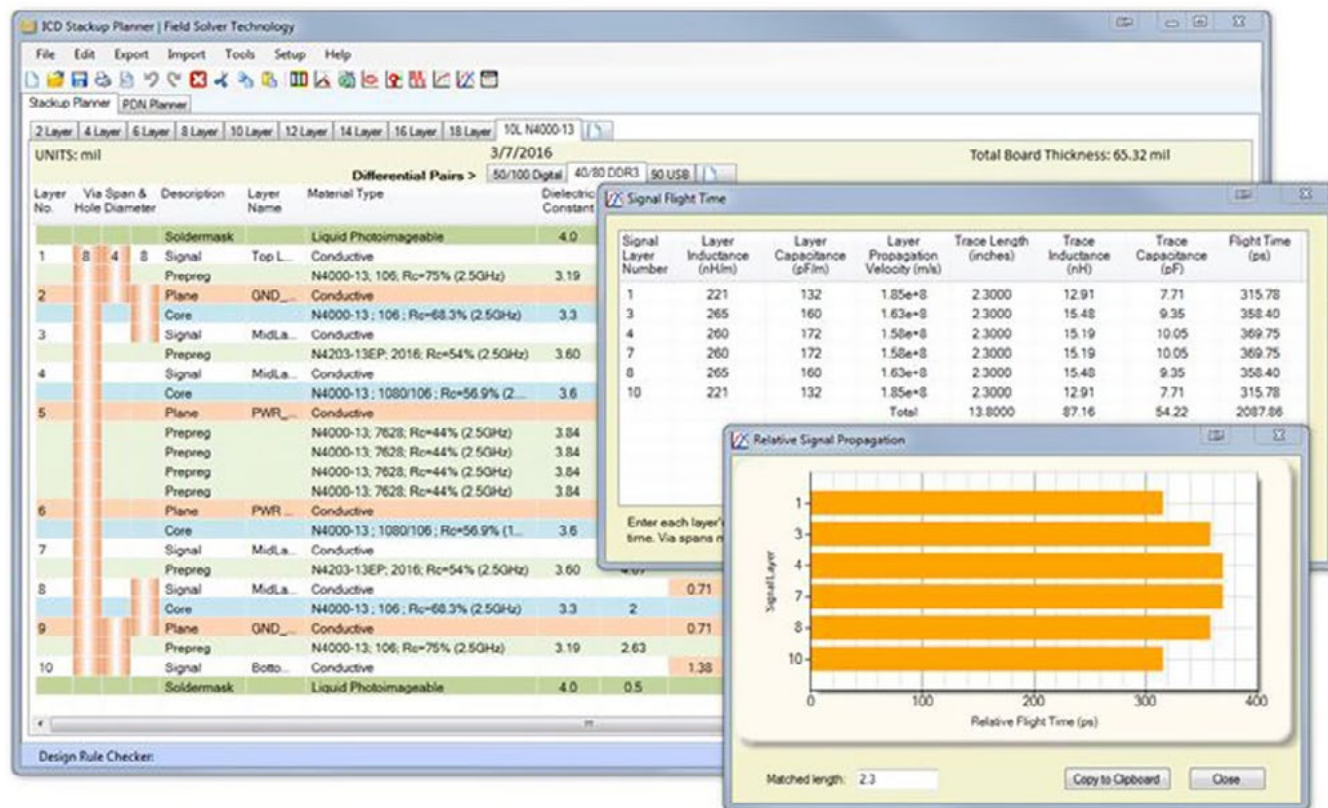 ICD Stackup Planner | Field Solver Technology
File Edit Export Import Tools Setup Help
Stackup Planner PDN Planner
2 Layer 4 Layer 6 Layer 8 Layer 10 Layer 12 Layer 14 Layer 16 Layer 18 Layer 10L N4000-13
UNITS: mil 3/7/2016 Total Board Thickness: 65.32 mil
Differential Pairs > 50/100 Digital 40/80 DDR3 90 USB
Layer No. Via Span & Hole Diameter Description Layer Name Material Type Dielectric Constant
Soldermask Liquid Photoimageable 4.0
1 8 4 8 Signal Top L... Conductive
Prepreg N4000-13; 106; Rc=75% (2.5GHz) 3.19
2 Plane GND_... Conductive
Core N4000-13 ; 106 ; Rc=68.3% (2.5GHz) 3.3
3 Signal MidLa... Conductive
Prepreg N4203-13EP; 2016; Rc=54% (2.5GHz) 3.60
4 Signal MidLa... Conductive
Core N4000-13 ; 1080/106 ; Rc=56.9% (2... 3.6
5 Plane PWR_... Conductive
Prepreg N4000-13; 7628; Rc=44% (2.5GHz) 3.84
Prepreg N4000-13; 7628; Rc=44% (2.5GHz) 3.84
Prepreg N4000-13; 7628; Rc=44% (2.5GHz) 3.84
Prepreg N4000-13; 7628; Rc=44% (2.5GHz) 3.84
6 Plane PWR ... Conductive
Core N4000-13 ; 1080/106 ; Rc=56.9% (1... 3.6
7 Signal MidLa... Conductive
Prepreg N4203-13EP; 2016; Rc=54% (2.5GHz) 3.60
8 Signal MidLa... Conductive 0.71
Core N4000-13 ; 106 ; Rc=68.3% (2.5GHz) 3.3 2
9 Plane GND_... Conductive 0.71
Prepreg N4000-13; 106; Rc=75% (2.5GHz) 3.19 2.63
10 Signal Botto... Conductive 1.38
Soldermask Liquid Photoimageable 4.0 0.5
Design Rule Checker:
Signal Flight Time
Signal Layer Number Layer Inductance (nH/m) Layer Capacitance (pF/m) Layer Propagation Velocity (m/s) Trace Length (inches) Trace Inductance (nH) Trace Capacitance (pF) Flight Time (ps)
1 221 132 1.85e+8 2.3000 12.91 7.71 315.78
3 265 160 1.63e+8 2.3000 15.48 9.35 358.40
4 260 172 1.58e+8 2.3000 15.19 10.05 369.75
7 260 172 1.58e+8 2.3000 15.19 10.05 369.75
8 265 160 1.63e+8 2.3000 15.48 9.35 358.40
10 221 132 1.85e+8 2.3000 12.91 7.71 315.78
Total 13.8000 87.16 54.22 2087.86
Enter each layer'
time. Via spans
Relative Signal Propagation
Signal Layer
1
3
4
7
8
10
0 100 200 300 400
Relative Flight Time (ps)
Matched length: 2.3 Copy to Clipboard Close